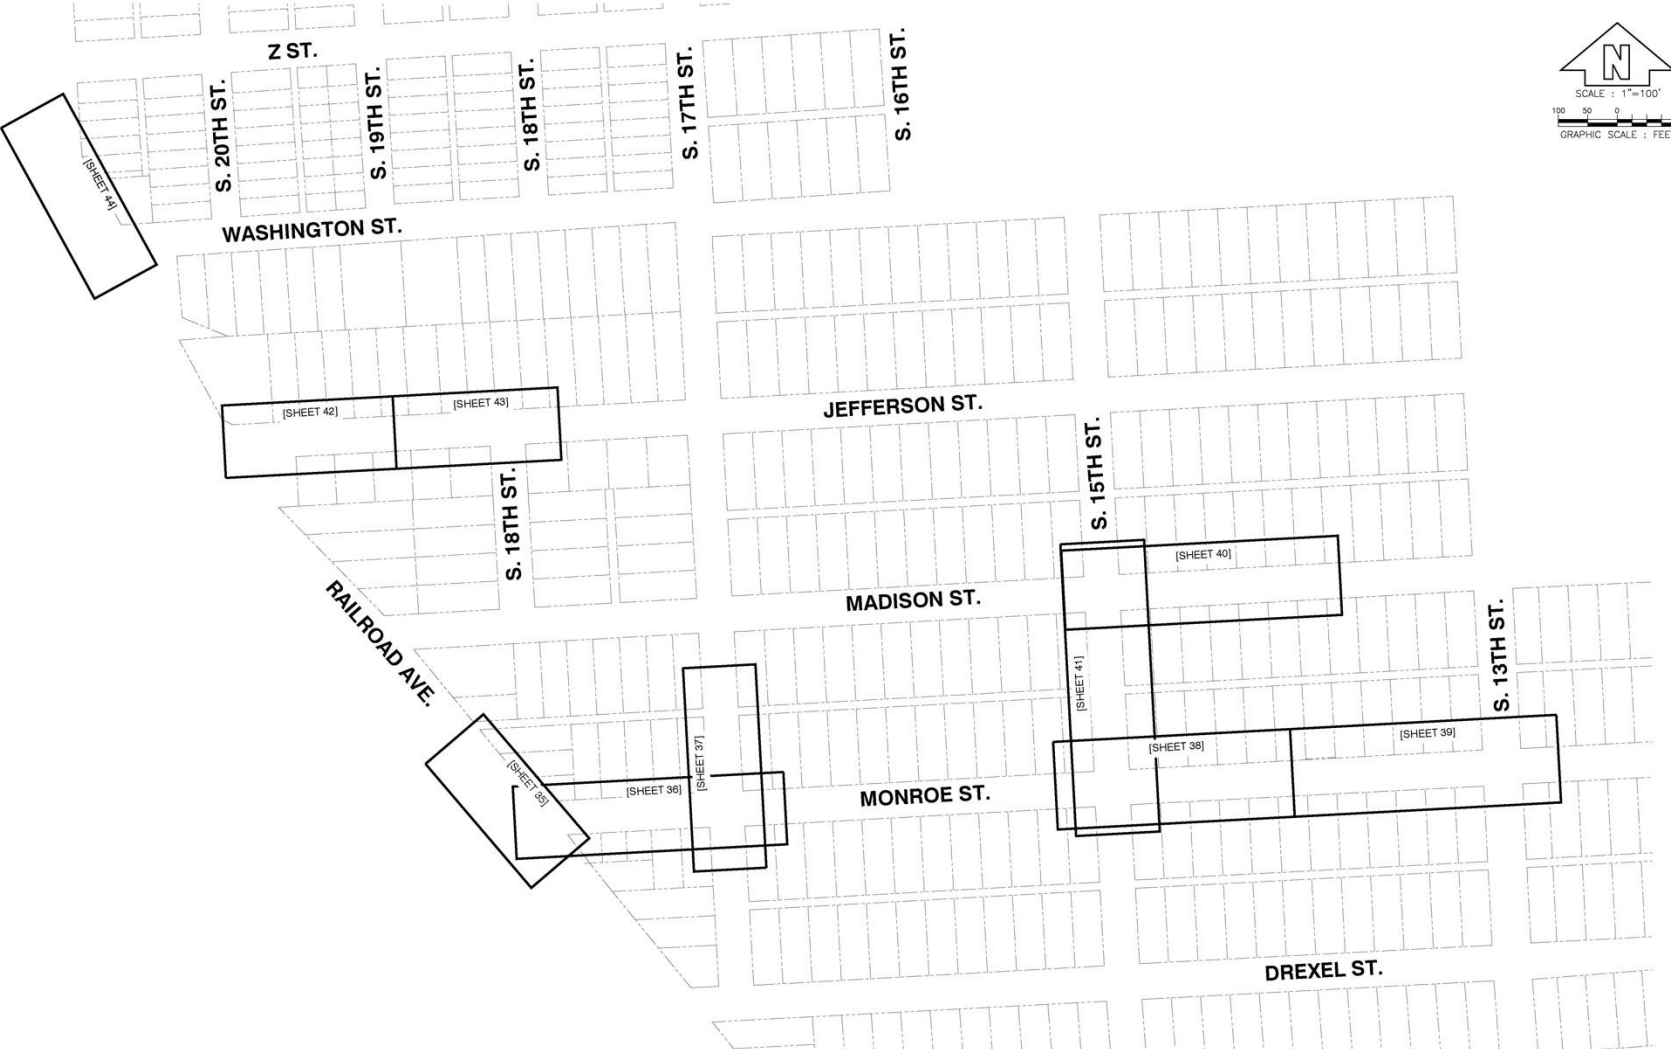 Z ST.
S. 20TH ST.
S. 19TH ST.
S. 18TH ST.
S. 17TH ST.
S. 16TH ST.
N
SCALE : 1"=100'
100 50 0
GRAPHIC SCALE : FEE
[SHEET 44]
WASHINGTON ST.
[SHEET 42]
[SHEET 43]
JEFFERSON ST.
S. 15TH ST.
S. 18TH ST.
[SHEET 40]
RAILROAD AVE.
MADISON ST.
S. 13TH ST.
[SHEET 41]
[SHEET 37]
[SHEET 38]
[SHEET 39]
[SHEET 35]
[SHEET 36]
MONROE ST.
DREXEL ST.